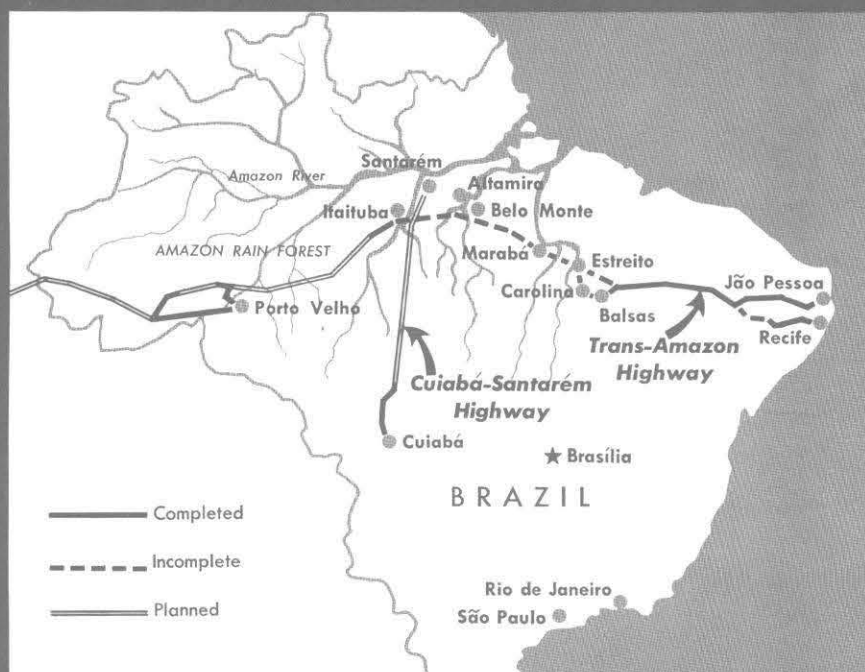 Santarém
Amazon River
Altamira
Itaituba
Belo Monte
AMAZON RAIN FOREST
Marabá
Estreito
Jão Pessoa
Carolina
Porto Velho
Balsas
Recife
Trans-Amazon
Highway
Cuiabá-Santarém
Highway
Cuiabá
Brasília
BRAZIL
Completed
Incomplete
Planned
Rio de Janeiro
São Paulo